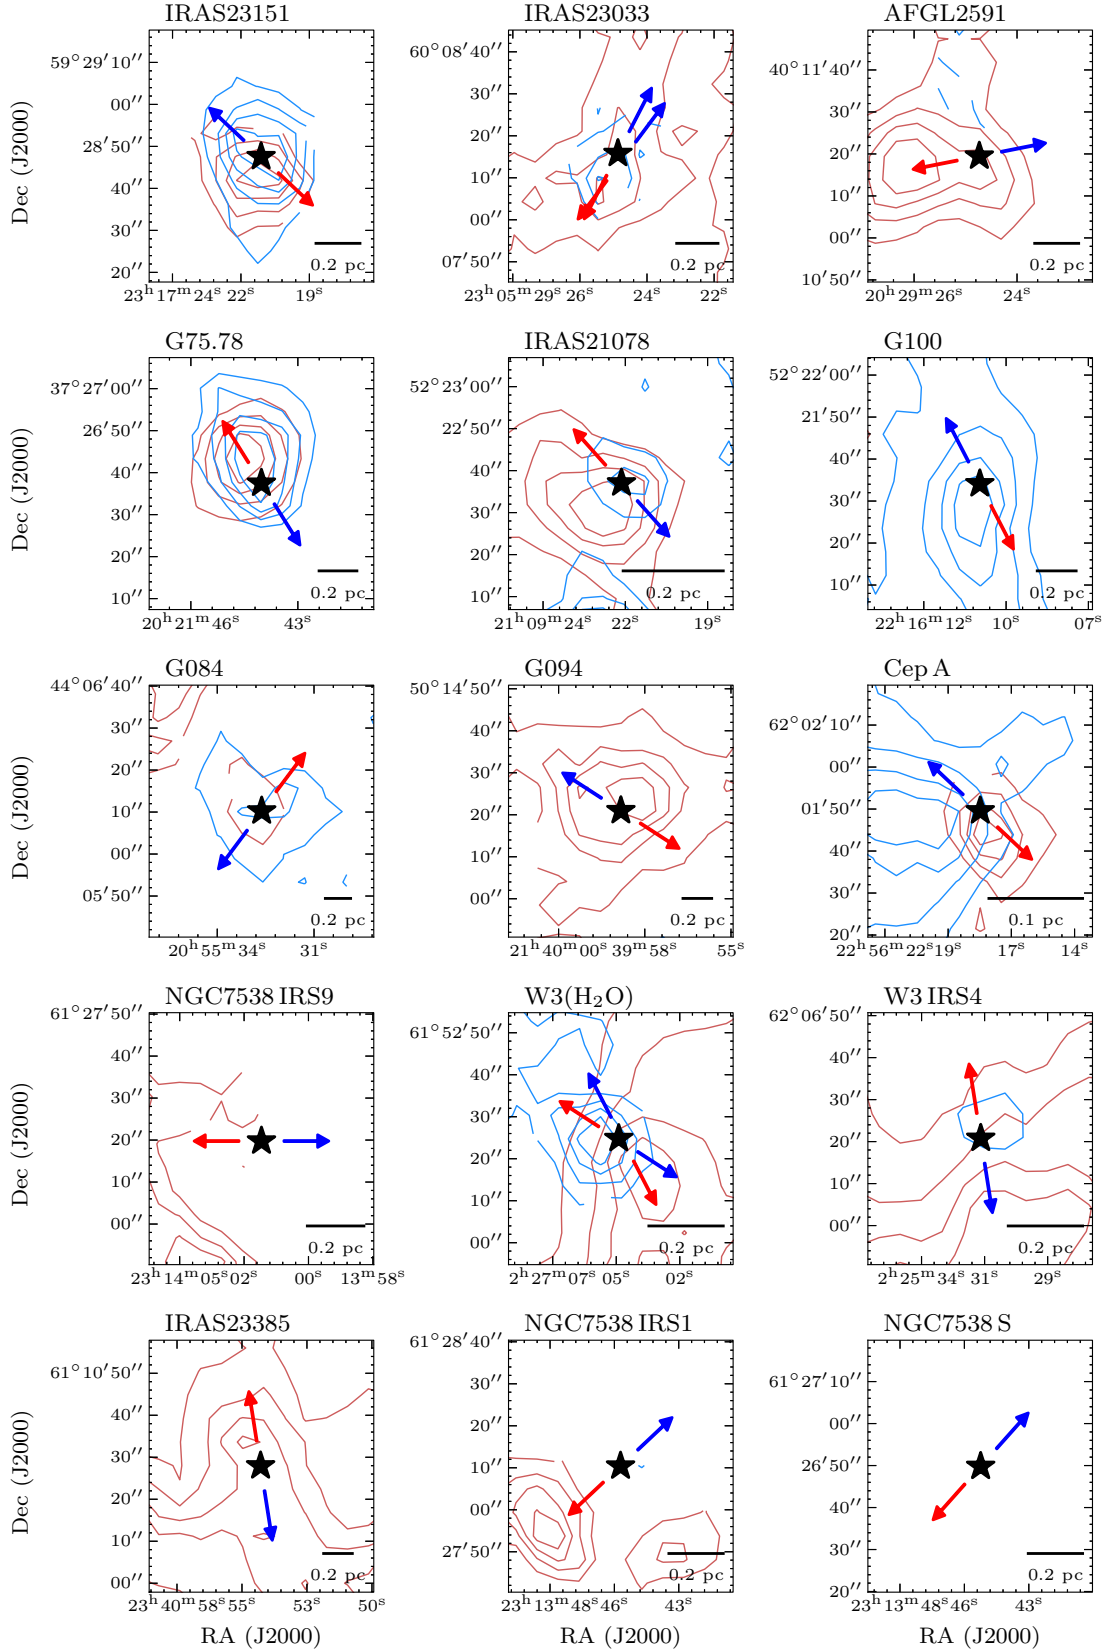 IRAS23151 IRAS23033 AFGL2591
Dec (J2000)
59°29′10″ 00″ 28′50″ 40″ 30″ 20″
23ʰ17ᵐ24ˢ 22ˢ 19ˢ
0.2 pc
60°08′40″ 30″ 20″ 10″ 00″ 07′50″
23ʰ05ᵐ29ˢ 26ˢ 24ˢ 22ˢ
0.2 pc
40°11′40″ 30″ 20″ 10″ 00″ 10′50″
20ʰ29ᵐ26ˢ 24ˢ
0.2 pc
G75.78 IRAS21078 G100
Dec (J2000)
37°27′00″ 26′50″ 40″ 30″ 20″ 10″
20ʰ21ᵐ46ˢ 43ˢ
0.2 pc
52°23′00″ 22′50″ 40″ 30″ 20″ 10″
21ʰ09ᵐ24ˢ 22ˢ 19ˢ
0.2 pc
52°22′00″ 21′50″ 40″ 30″ 20″ 10″
22ʰ16ᵐ12ˢ 10ˢ 07ˢ
0.2 pc
G084 G094 Cep A
Dec (J2000)
44°06′40″ 30″ 20″ 10″ 00″ 05′50″
20ʰ55ᵐ34ˢ 31ˢ
0.2 pc
50°14′50″ 40″ 30″ 20″ 10″ 00″
21ʰ40ᵐ00ˢ 39ᵐ58ˢ 55ˢ
0.2 pc
62°02′10″ 00″ 01′50″ 40″ 30″ 20″
22ʰ56ᵐ22ˢ19ˢ 17ˢ 14ˢ
0.1 pc
NGC7538 IRS9 W3(H₂O) W3 IRS4
Dec (J2000)
61°27′50″ 40″ 30″ 20″ 10″ 00″
23ʰ14ᵐ05ˢ02ˢ 00ˢ 13ᵐ58ˢ
0.2 pc
61°52′50″ 40″ 30″ 20″ 10″ 00″
2ʰ27ᵐ07ˢ 05ˢ 02ˢ
0.2 pc
62°06′50″ 40″ 30″ 20″ 10″ 00″
2ʰ25ᵐ34ˢ 31ˢ 29ˢ
0.2 pc
IRAS23385 NGC7538 IRS1 NGC7538 S
Dec (J2000)
61°10′50″ 40″ 30″ 20″ 10″ 00″
23ʰ40ᵐ58ˢ 55ˢ 53ˢ 50ˢ
0.2 pc
61°28′40″ 30″ 20″ 10″ 00″ 27′50″
23ʰ13ᵐ48ˢ 46ˢ 43ˢ
0.2 pc
61°27′10″ 00″ 26′50″ 40″ 30″ 20″
23ʰ13ᵐ48ˢ46ˢ 43ˢ
0.2 pc
RA (J2000) RA (J2000) RA (J2000)